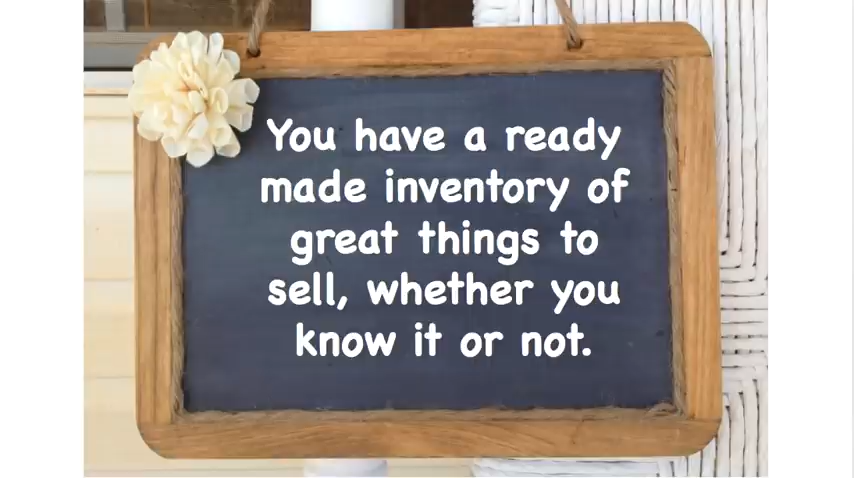 You have a ready
made inventory of
great things to
sell, whether you
know it or not.